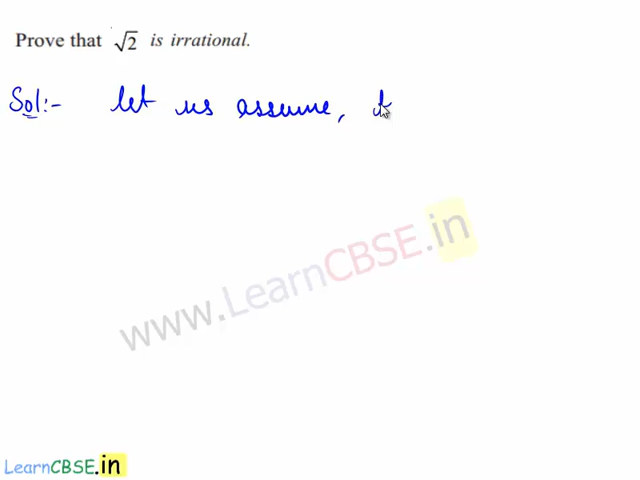 Prove that √2 is irrational.
Sol:- let us assume, t
www.LearnCBSE.in
LearnCBSE.in